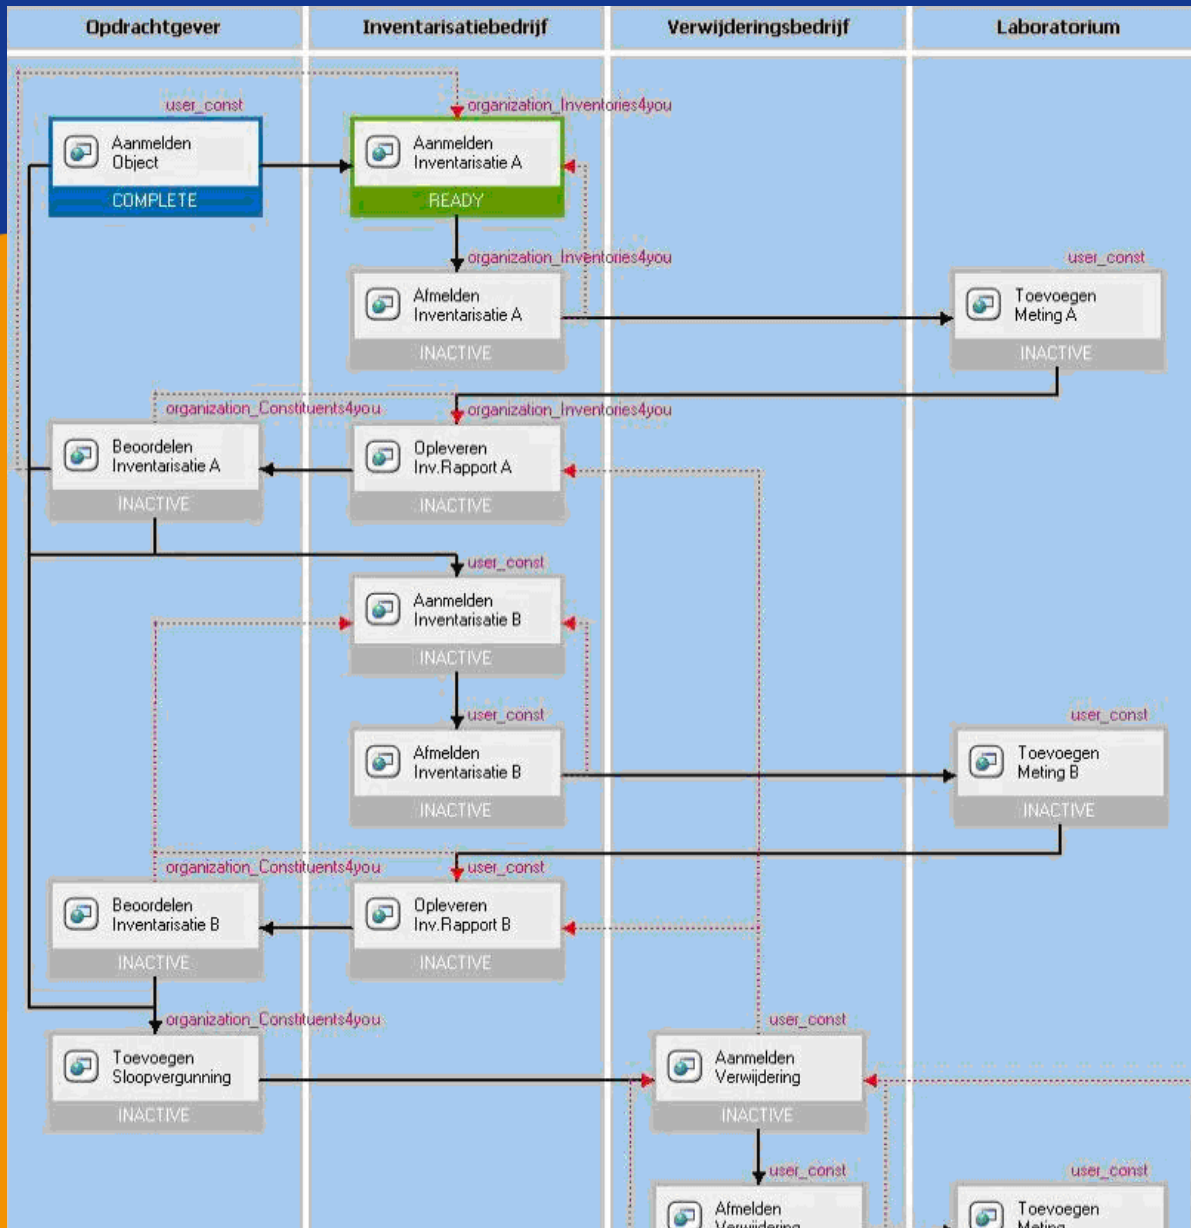 Opdrachtgever
Inventarisatiebedrijf
Verwijderingsbedrijf
Laboratorium
user_const
organization_Inventories4you
Aanmelden
Object
COMPLETE
Aanmelden
Inventarisatie A
READY
organization_Inventories4you
user_const
Afmelden
Inventarisatie A
INACTIVE
Toevoegen
Meting A
INACTIVE
organization_Constituents4you
organization_Inventories4you
Beoordelen
Inventarisatie A
INACTIVE
Opleveren
Inv.Rapport A
INACTIVE
user_const
Aanmelden
Inventarisatie B
INACTIVE
user_const
user_const
Afmelden
Inventarisatie B
INACTIVE
Toevoegen
Meting B
INACTIVE
organization_Constituents4you
user_const
Beoordelen
Inventarisatie B
INACTIVE
Opleveren
Inv.Rapport B
INACTIVE
organization_Constituents4you
user_const
Toevoegen
Sloopvergunning
INACTIVE
Aanmelden
Verwijdering
INACTIVE
user_const
user_const
Afmelden
Verwijdering
Toevoegen
Meting